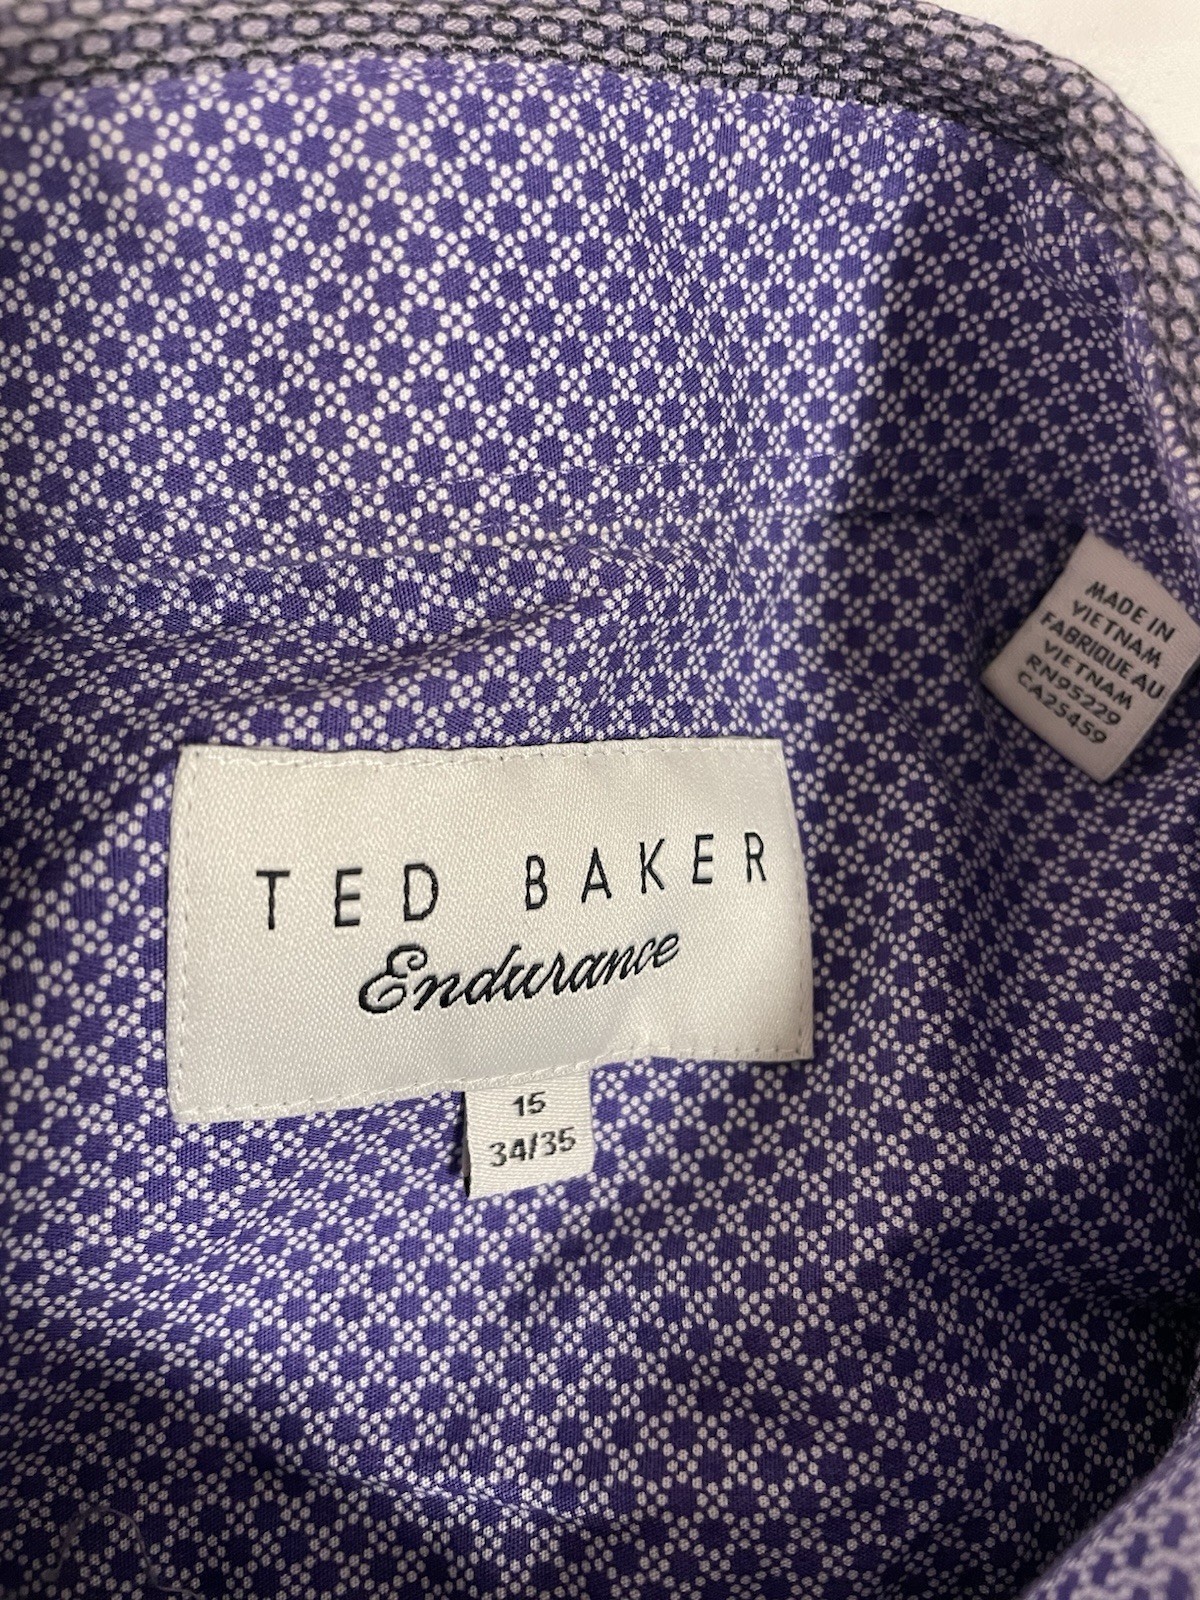 MADE IN
VIETNAM
FABRIQUE AU
VIETNAM
RN95229
CA25459
TED BAKER
Endurance
15
34/35